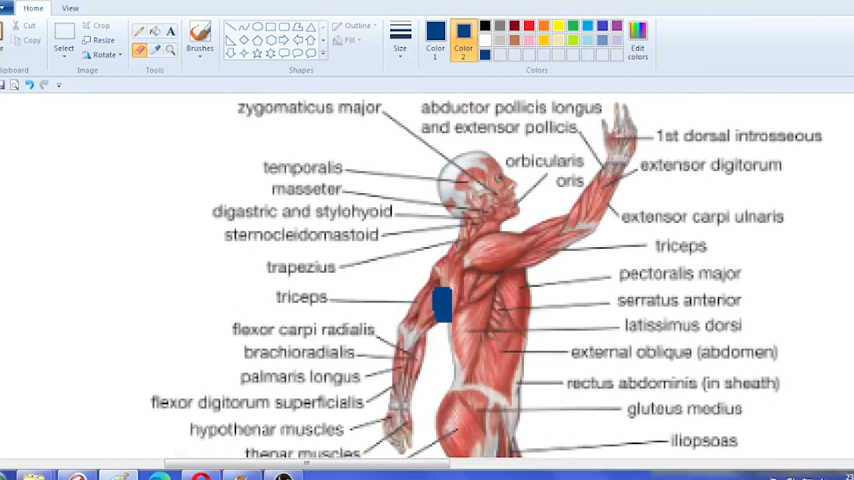 Home
View
Cut
Copy
Select
Crop
Resize
Rotate
Brushes
Outline
Fill
Size
Color
1
Color
2
Edit
colors
Image
Tools
Shapes
Colors
zygomaticus major
abductor pollicis longus
and extensor pollicis
1st dorsal introsseous
orbicularis
oris
extensor digitorum
temporalis
masseter
digastric and stylohyoid
extensor carpi ulnaris
sternocleidomastoid
triceps
trapezius
pectoralis major
triceps
serratus anterior
flexor carpi radialis
latissimus dorsi
brachioradialis
external oblique (abdomen)
palmaris longus
rectus abdominis (in sheath)
flexor digitorum superficialis
gluteus medius
hypothenar muscles
iliopsoas
thenar muscles